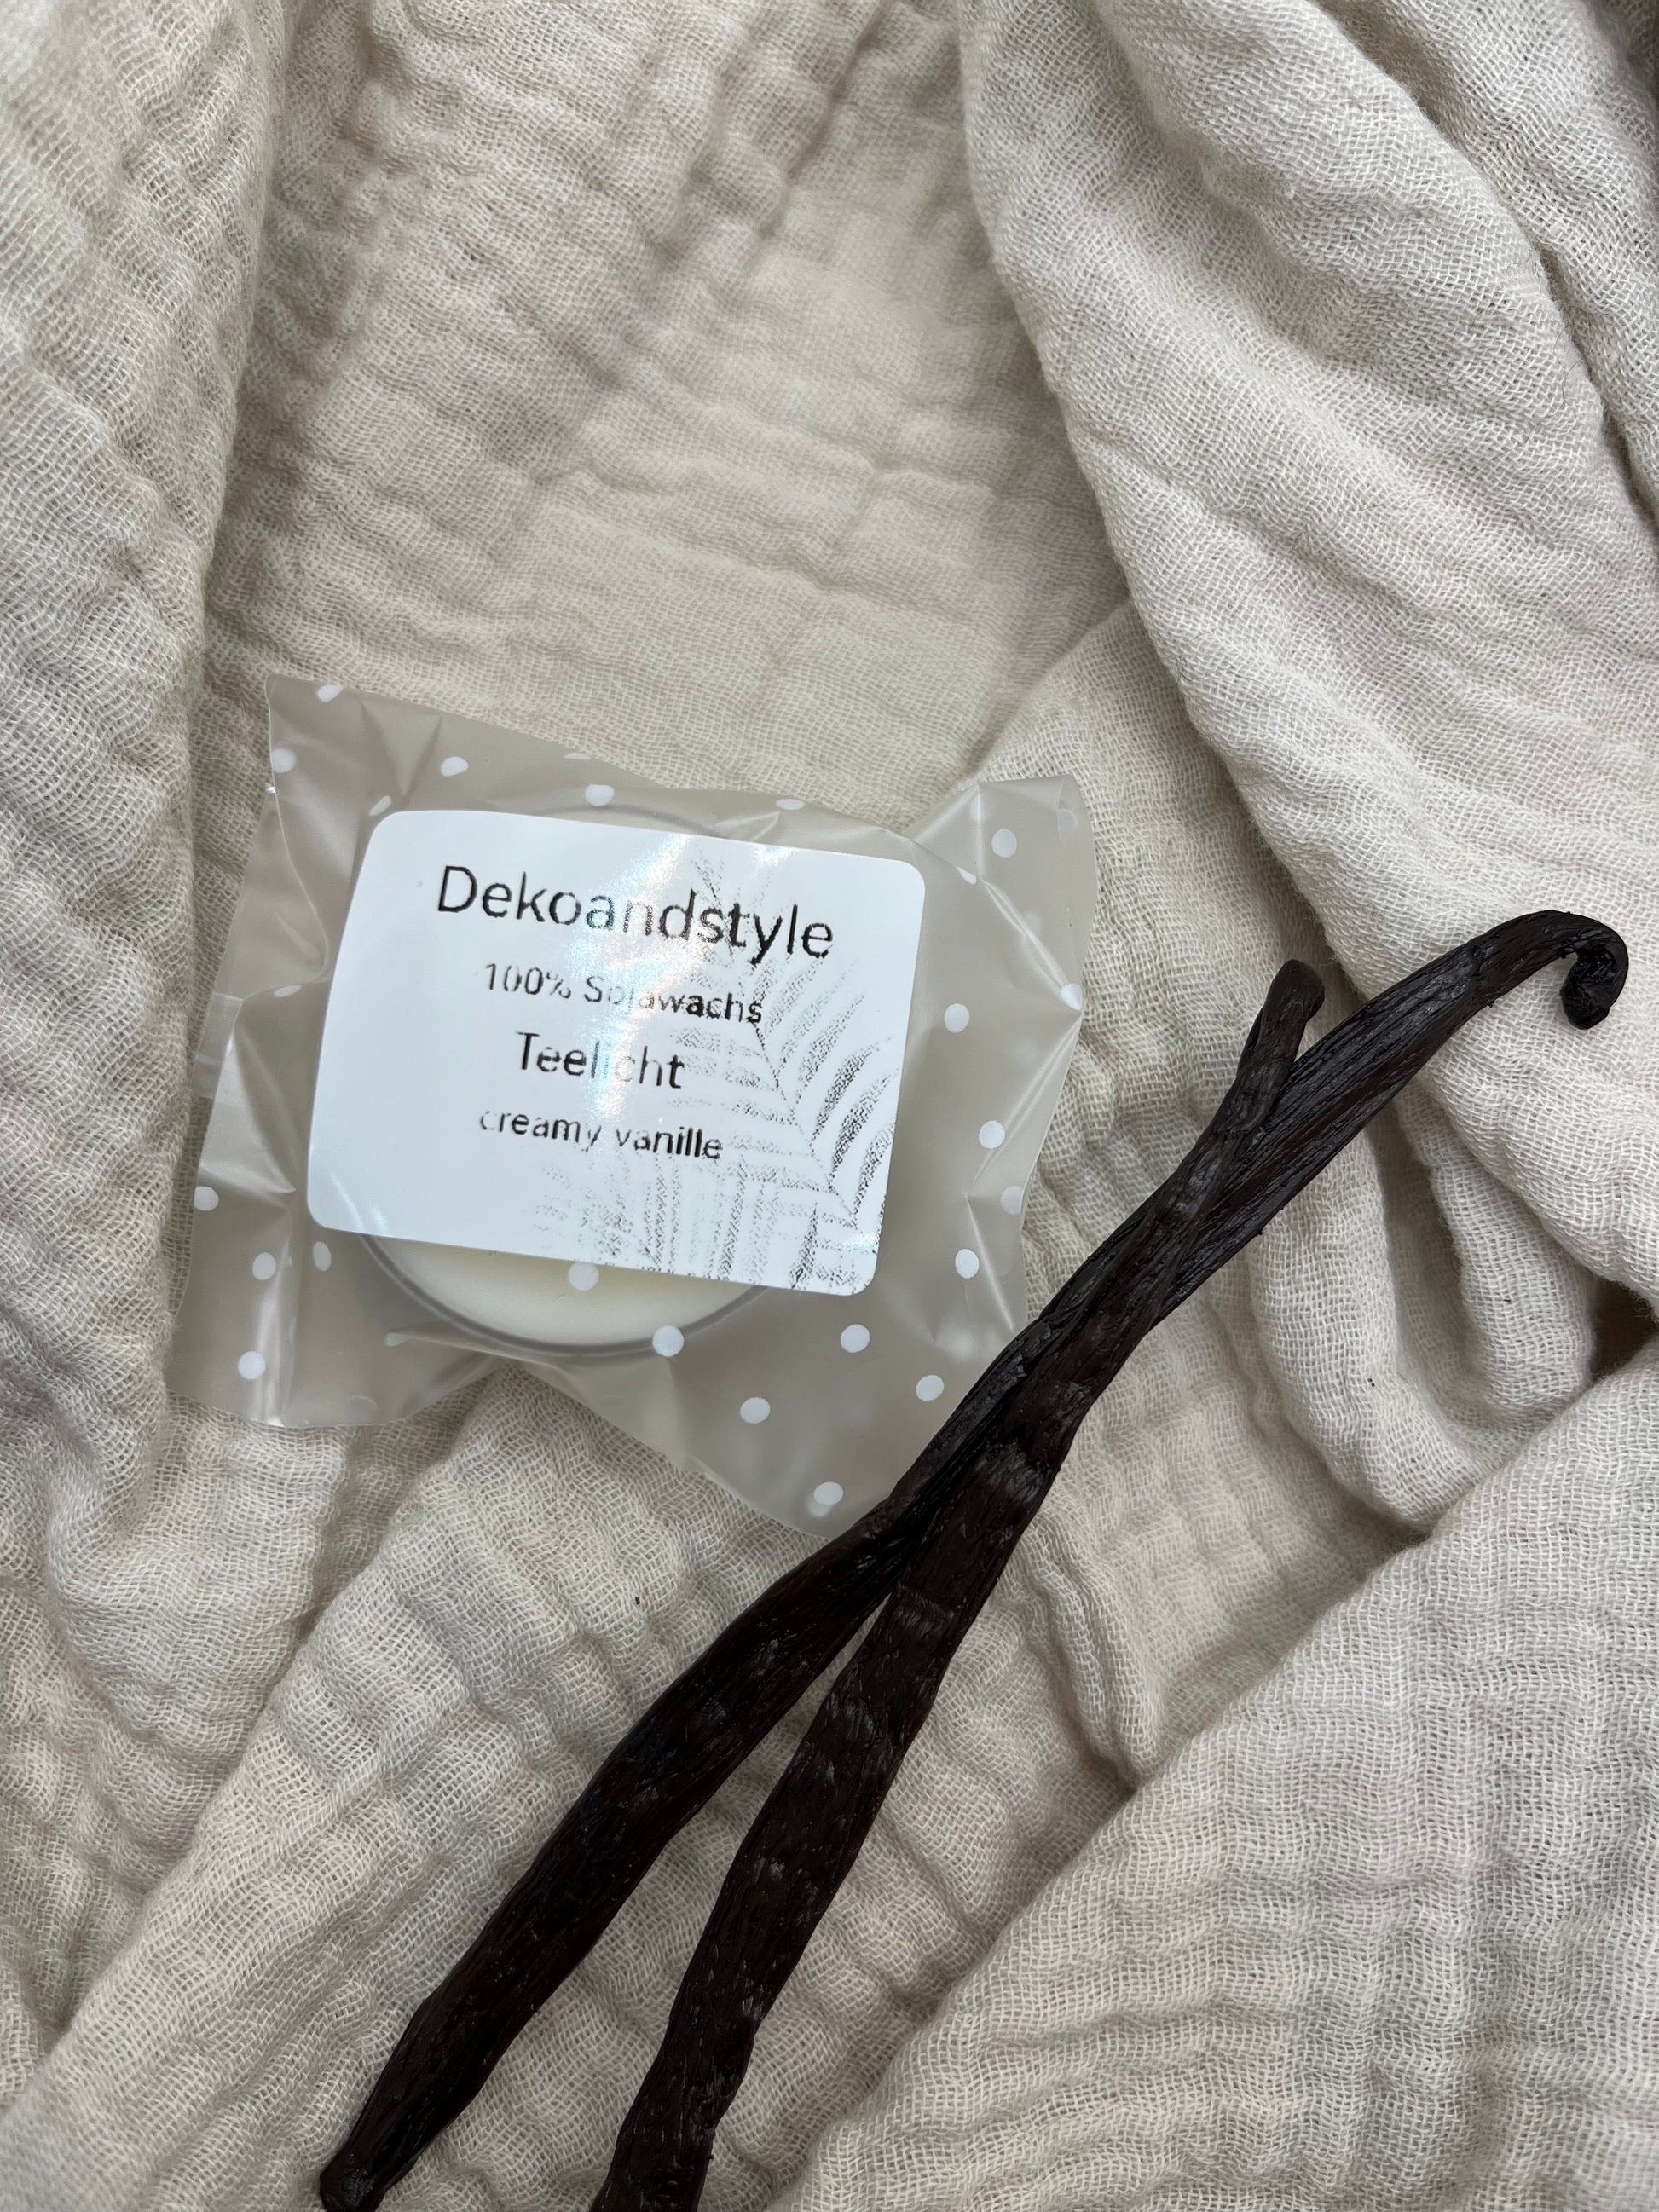 Dekoandstyle
100% Sojawachs
Teelicht
creamy vanille